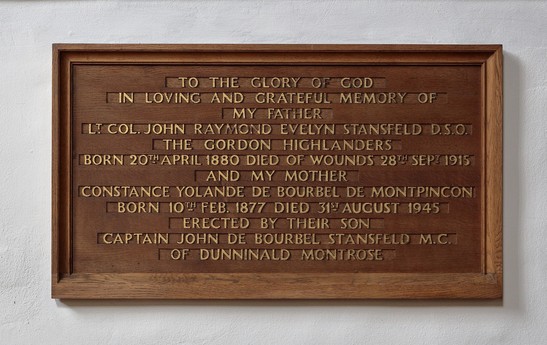 TO THE GLORY OF GOD
IN LOVING AND GRATEFUL MEMORY OF
MY FATHER
LT COL. JOHN RAYMOND EVELYN STANSFELD D.S.O.
THE GORDON HIGHLANDERS
BORN 20TH APRIL 1880 DIED OF WOUNDS 28TH SEPT 1915
AND MY MOTHER
CONSTANCE YOLANDE DE BOURBEL DE MONTPINCON
BORN 10TH FEB. 1877 DIED 31ST AUGUST 1945
ERECTED BY THEIR SON
CAPTAIN JOHN DE BOURBEL STANSFELD M.C.
OF DUNNINALD MONTROSE